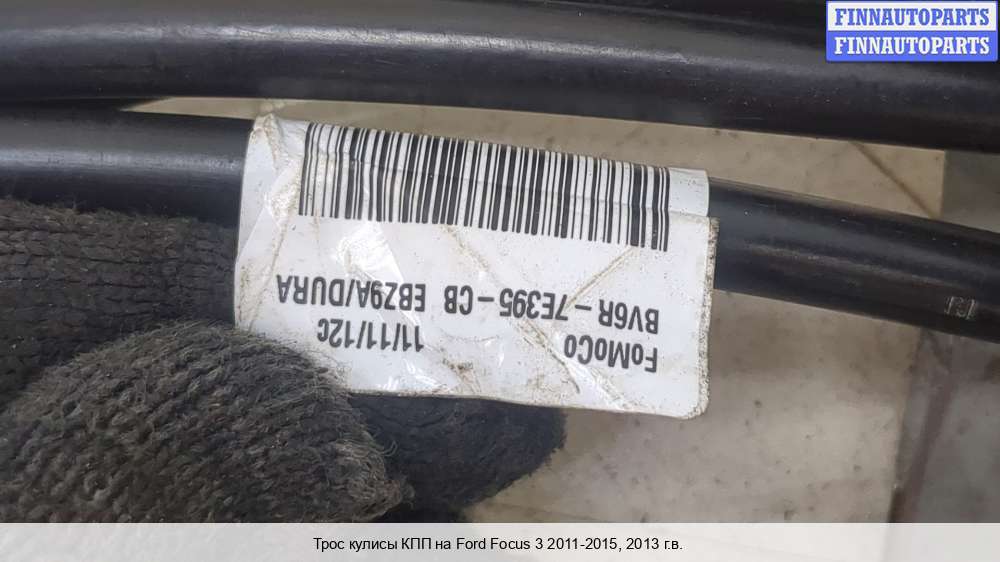 FINNAUTOPARTS
FINNAUTOPARTS
FoMoCo 11/11/12c
BV6R-7E395-CB EBZ9A/DURA
Трос кулисы КПП на Ford Focus 3 2011-2015, 2013 г.в.